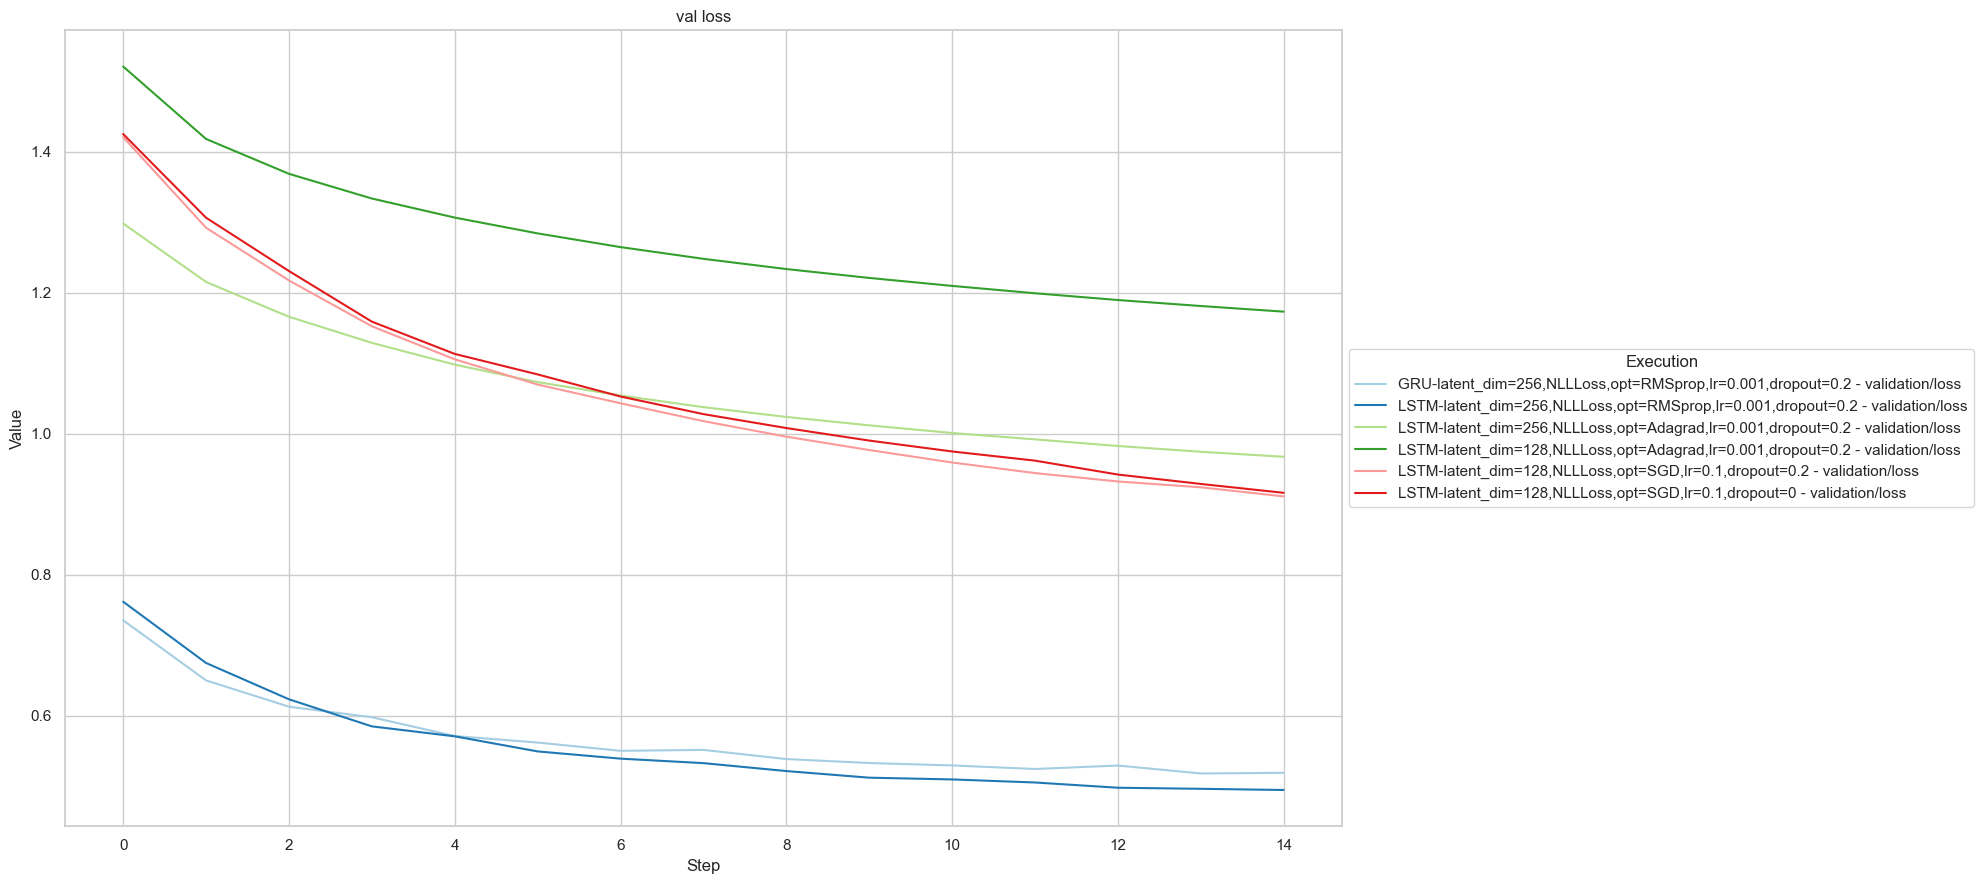 val loss
Value
1.4
1.2
1.0
0.8
0.6
0 2 4 6 8 10 12 14
Step
Execution
GRU-latent_dim=256,NLLLoss,opt=RMSprop,lr=0.001,dropout=0.2 - validation/loss
LSTM-latent_dim=256,NLLLoss,opt=RMSprop,lr=0.001,dropout=0.2 - validation/loss
LSTM-latent_dim=256,NLLLoss,opt=Adagrad,lr=0.001,dropout=0.2 - validation/loss
LSTM-latent_dim=128,NLLLoss,opt=Adagrad,lr=0.001,dropout=0.2 - validation/loss
LSTM-latent_dim=128,NLLLoss,opt=SGD,lr=0.1,dropout=0.2 - validation/loss
LSTM-latent_dim=128,NLLLoss,opt=SGD,lr=0.1,dropout=0 - validation/loss